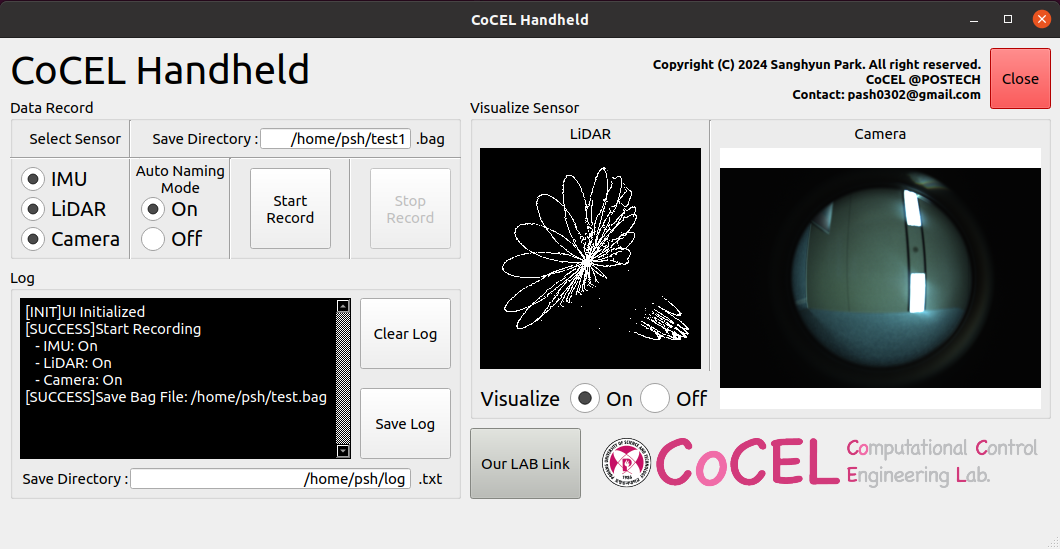 CoCEL Handheld
CoCEL Handheld
Copyright (C) 2024 Sanghyun Park. All right reserved.
CoCEL @POSTECH
Contact: pash0302@gmail.com
Close
Data Record
Select Sensor
Save Directory : /home/psh/test1 .bag
IMU
LiDAR
Camera
Auto Naming
Mode
On
Off
Start
Record
Stop
Record
Log
[INIT]UI Initialized
[SUCCESS]Start Recording
- IMU: On
- LiDAR: On
- Camera: On
[SUCCESS]Save Bag File: /home/psh/test.bag
Clear Log
Save Log
Save Directory : /home/psh/log .txt
Visualize Sensor
LiDAR
Camera
Visualize On Off
Our LAB Link
CoCEL
Computational Control
Engineering Lab.